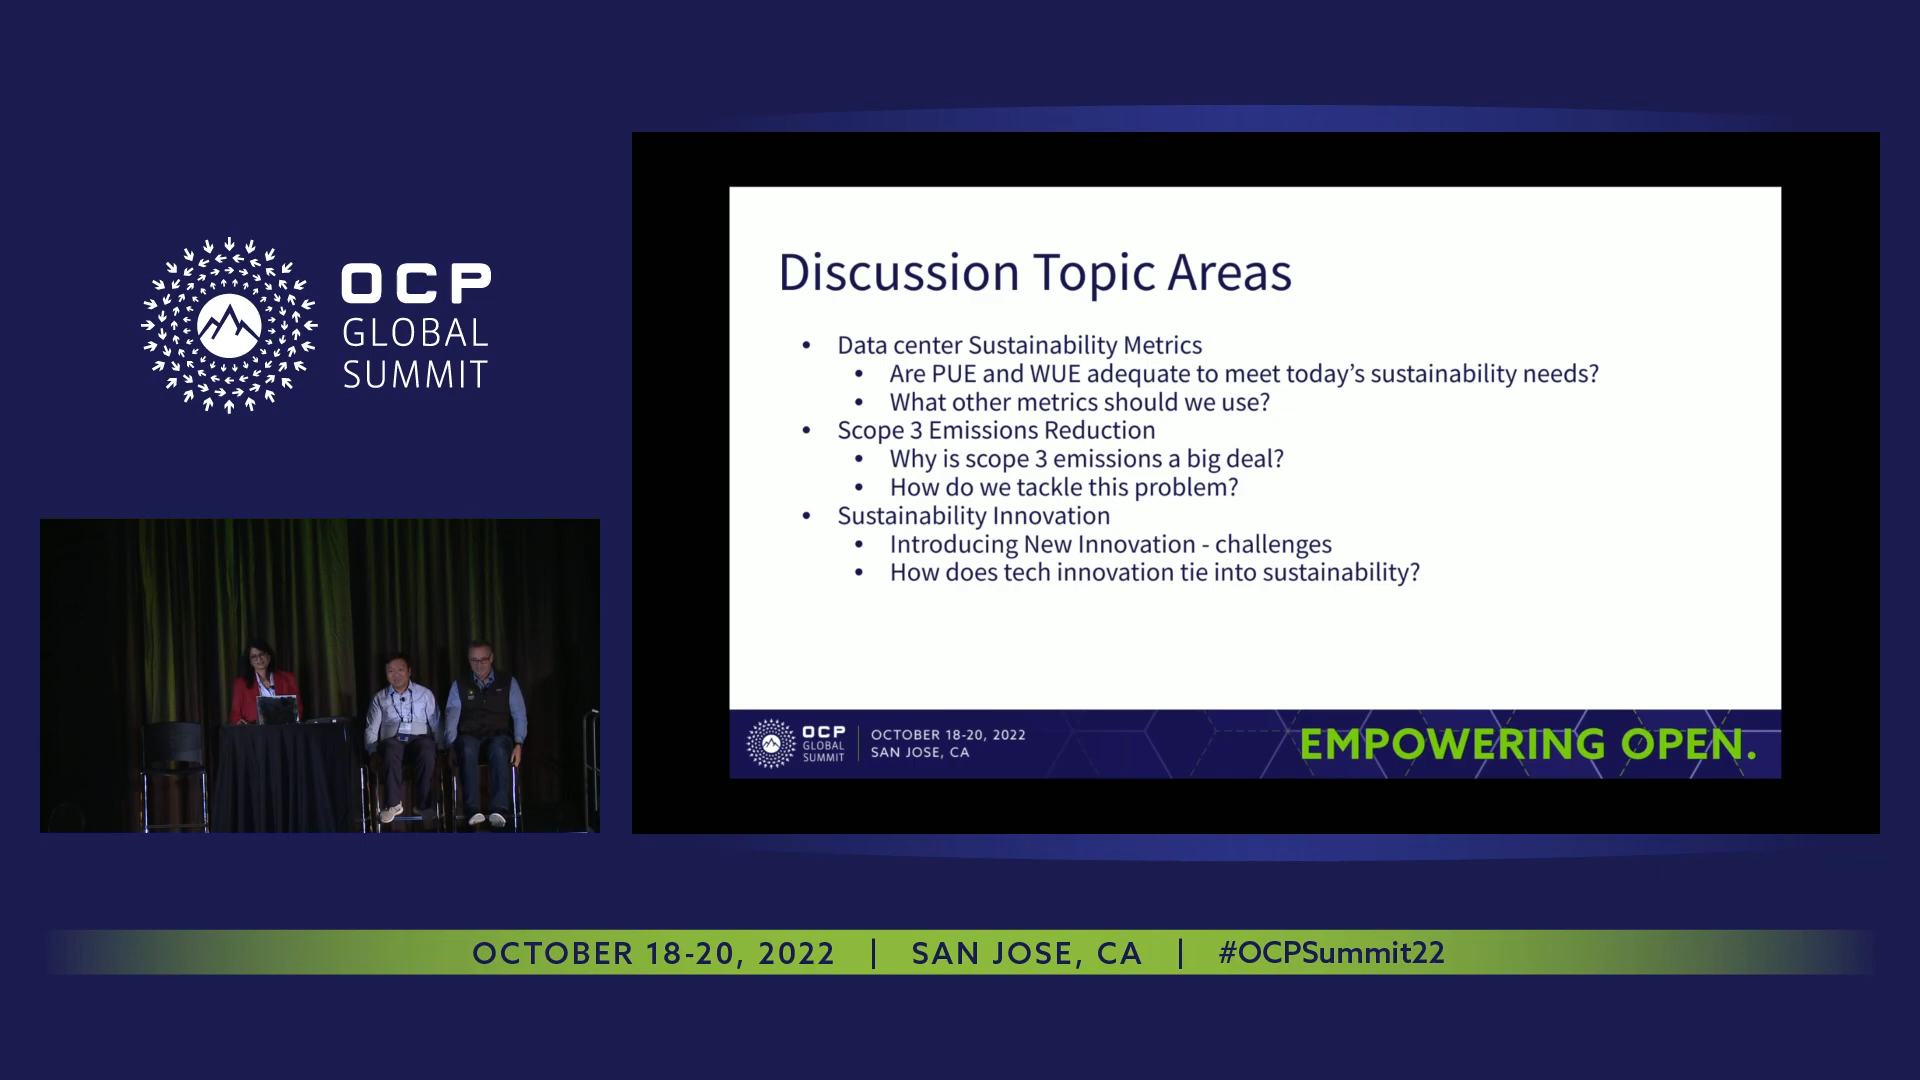 OCP
GLOBAL
SUMMIT
Discussion Topic Areas
• Data center Sustainability Metrics
• Are PUE and WUE adequate to meet today’s sustainability needs?
• What other metrics should we use?
• Scope 3 Emissions Reduction
• Why is scope 3 emissions a big deal?
• How do we tackle this problem?
• Sustainability Innovation
• Introducing New Innovation - challenges
• How does tech innovation tie into sustainability?
OCP
GLOBAL
SUMMIT
OCTOBER 18-20, 2022
SAN JOSE, CA
EMPOWERING OPEN.
OCTOBER 18-20, 2022 | SAN JOSE, CA | #OCPSummit22